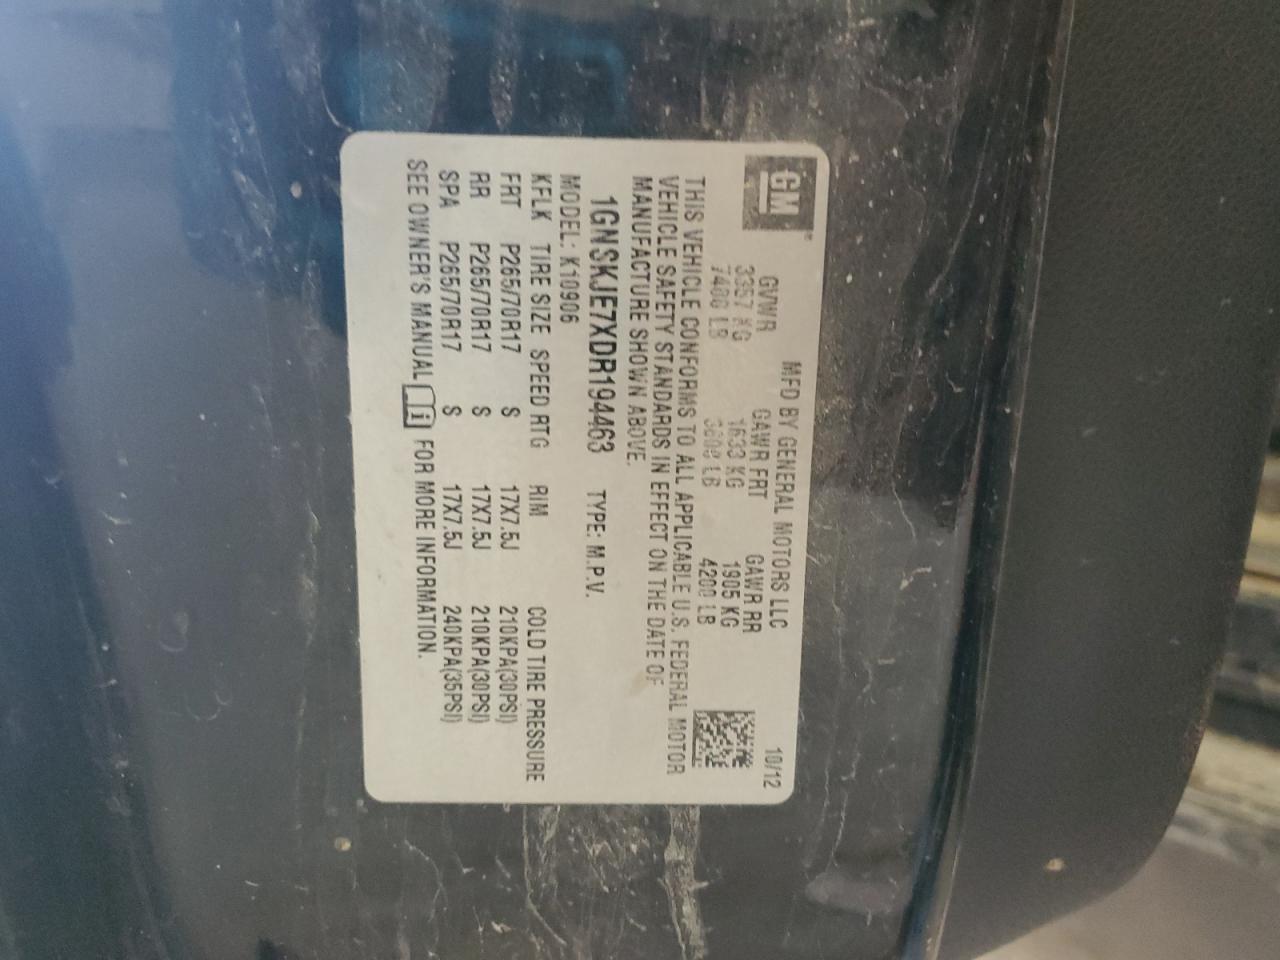 GM
MFD BY GENERAL MOTORS LLC 10/12
GVWR GAWR FRT GAWR RR
3357 KG 1633 KG 1905 KG
7400 LB 3600 LB 4200 LB
THIS VEHICLE CONFORMS TO ALL APPLICABLE U.S. FEDERAL MOTOR
VEHICLE SAFETY STANDARDS IN EFFECT ON THE DATE OF
MANUFACTURE SHOWN ABOVE.
1GNSKJE7XDR194463 TYPE: M.P.V.
MODEL: K10906
KFLK TIRE SIZE SPEED RTG RIM COLD TIRE PRESSURE
FRT P265/70R17 S 17X7.5J 210KPA(30PSI)
RR P265/70R17 S 17X7.5J 210KPA(30PSI)
SPA P265/70R17 S 17X7.5J 240KPA(35PSI)
SEE OWNER'S MANUAL i FOR MORE INFORMATION.